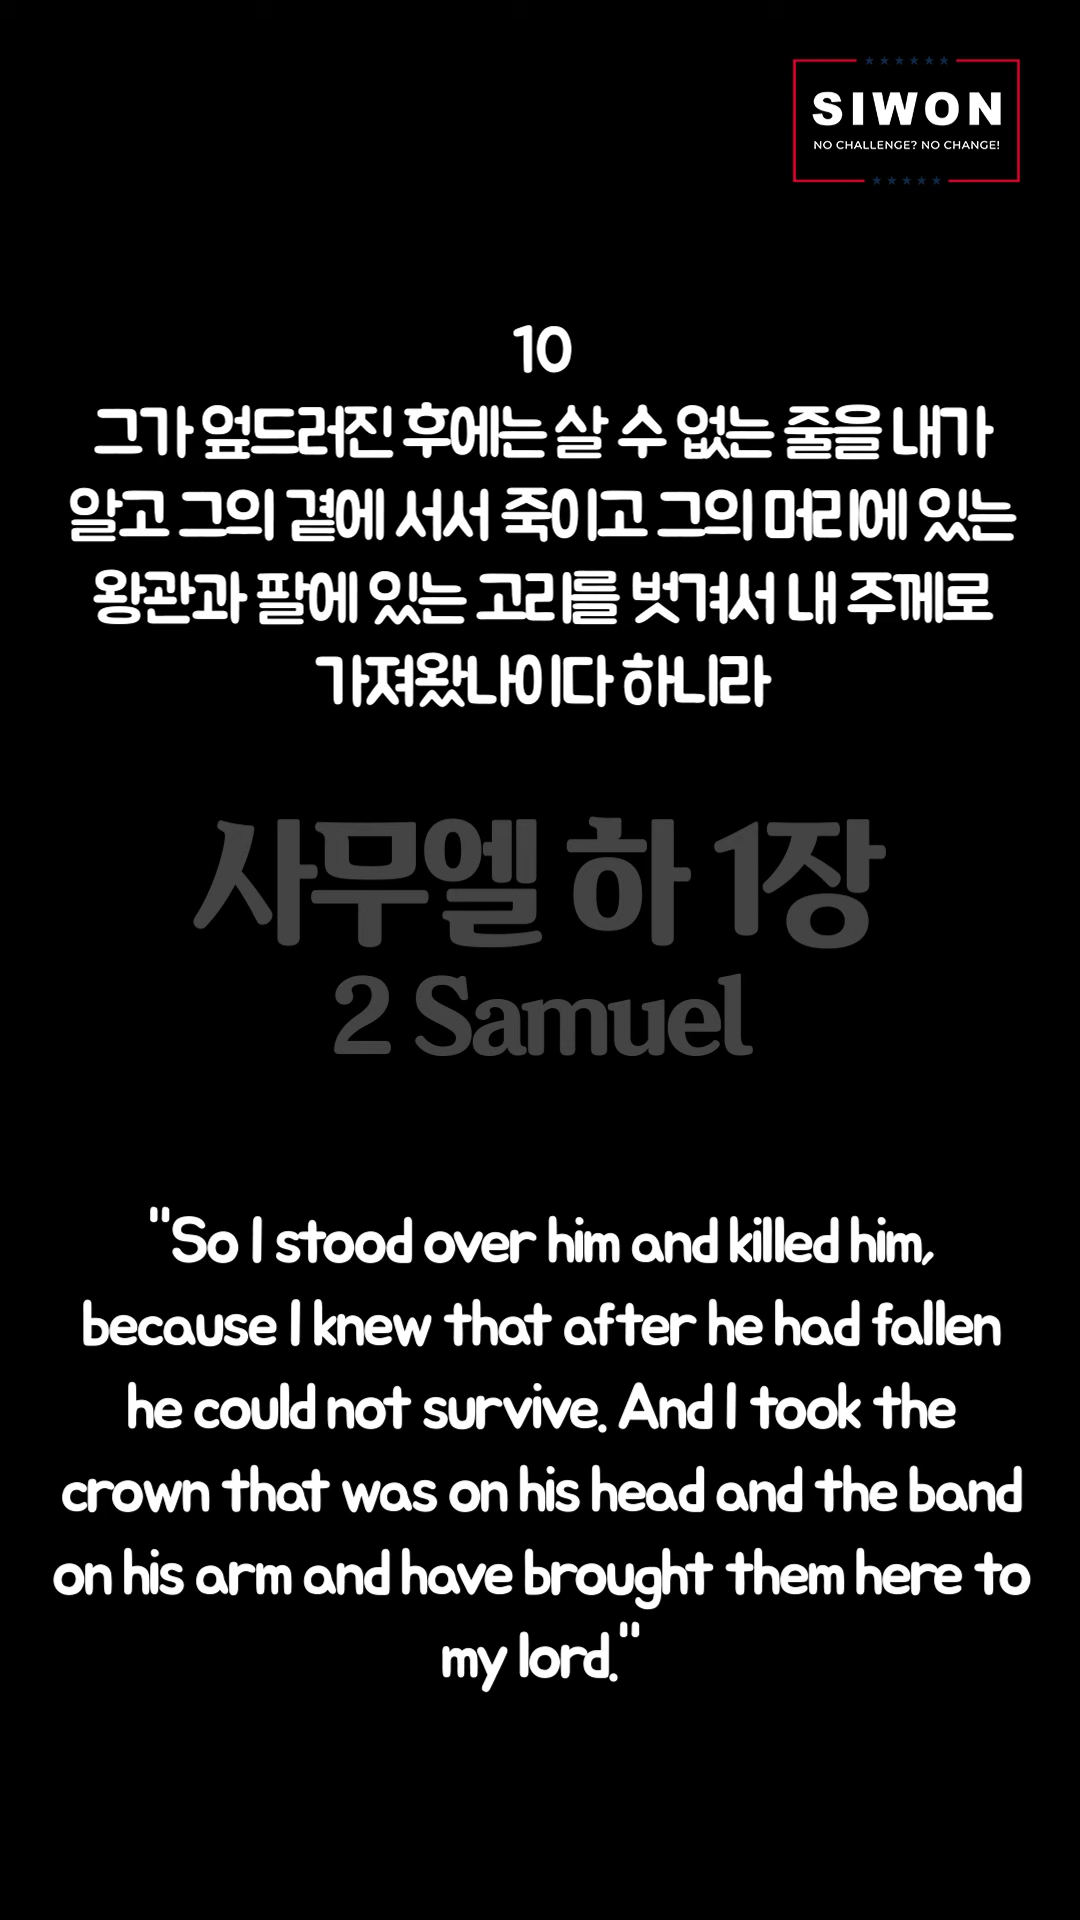 SIWON
NO CHALLENGE? NO CHANGE!
10
그가 엎드러진 후에는 살 수 없는 줄을 내가
알고 그의 곁에 서서 죽이고 그의 머리에 있는
왕관과 팔에 있는 고리를 벗겨서 내 주께로
가져왔나이다 하니라
사무엘 하 1장
2 Samuel
"So I stood over him and killed him,
because I knew that after he had fallen
he could not survive. And I took the
crown that was on his head and the band
on his arm and have brought them here to
my lord."